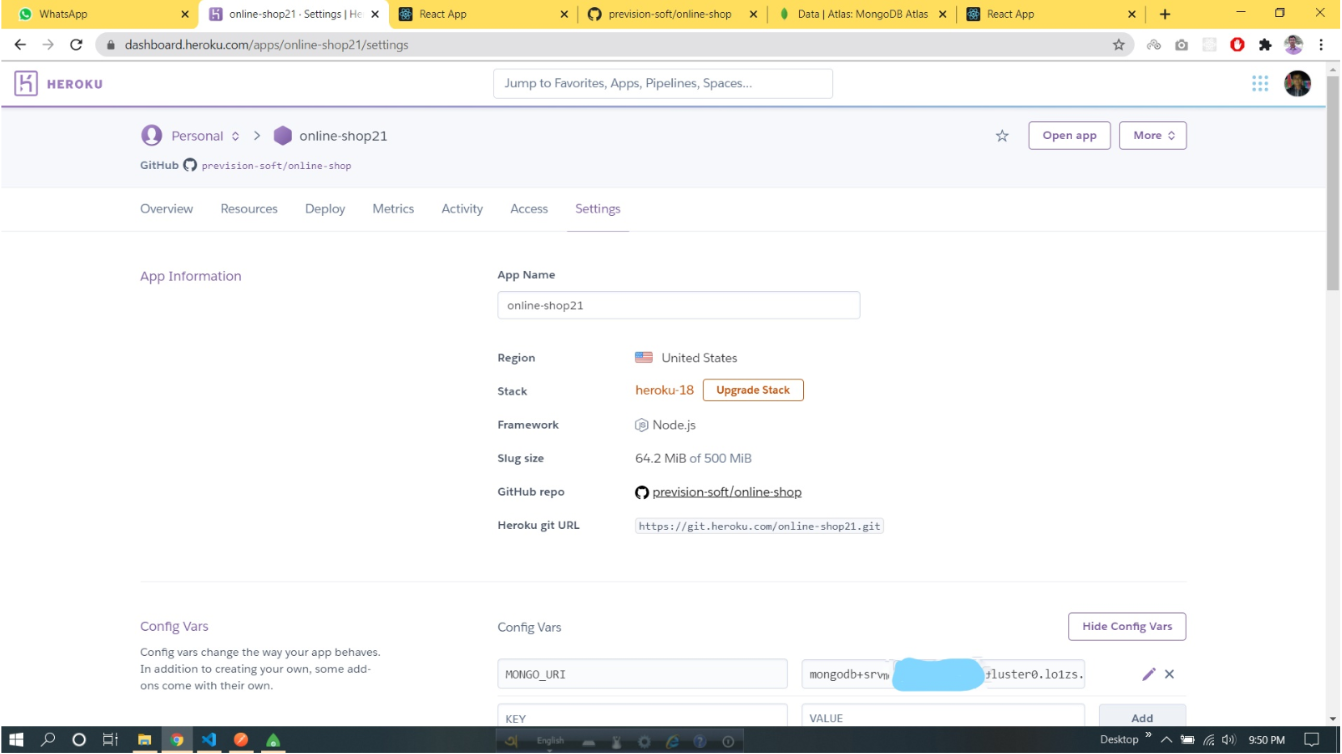 WhatsApp
online-shop21 · Settings | He
React App
prevision-soft/online-shop
Data | Atlas: MongoDB Atlas
React App
dashboard.heroku.com/apps/online-shop21/settings
HEROKU
Jump to Favorites, Apps, Pipelines, Spaces...
Personal
online-shop21
Open app
More
GitHub prevision-soft/online-shop
Overview Resources Deploy Metrics Activity Access Settings
App Information
App Name
online-shop21
Region United States
Stack heroku-18 Upgrade Stack
Framework Node.js
Slug size 64.2 MiB of 500 MiB
GitHub repo prevision-soft/online-shop
Heroku git URL https://git.heroku.com/online-shop21.git
Config Vars
Config vars change the way your app behaves.
In addition to creating your own, some add-
ons come with their own.
Config Vars
Hide Config Vars
MONGO_URI
mongodb+srv luster0.lo1zs.
KEY VALUE Add
English
Desktop
9:50 PM